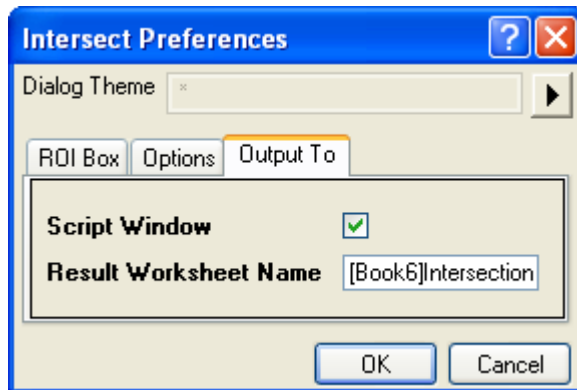 Intersect Preferences
Dialog Theme *
ROI Box Options Output To
Script Window
Result Worksheet Name [Book6]Intersection
OK Cancel